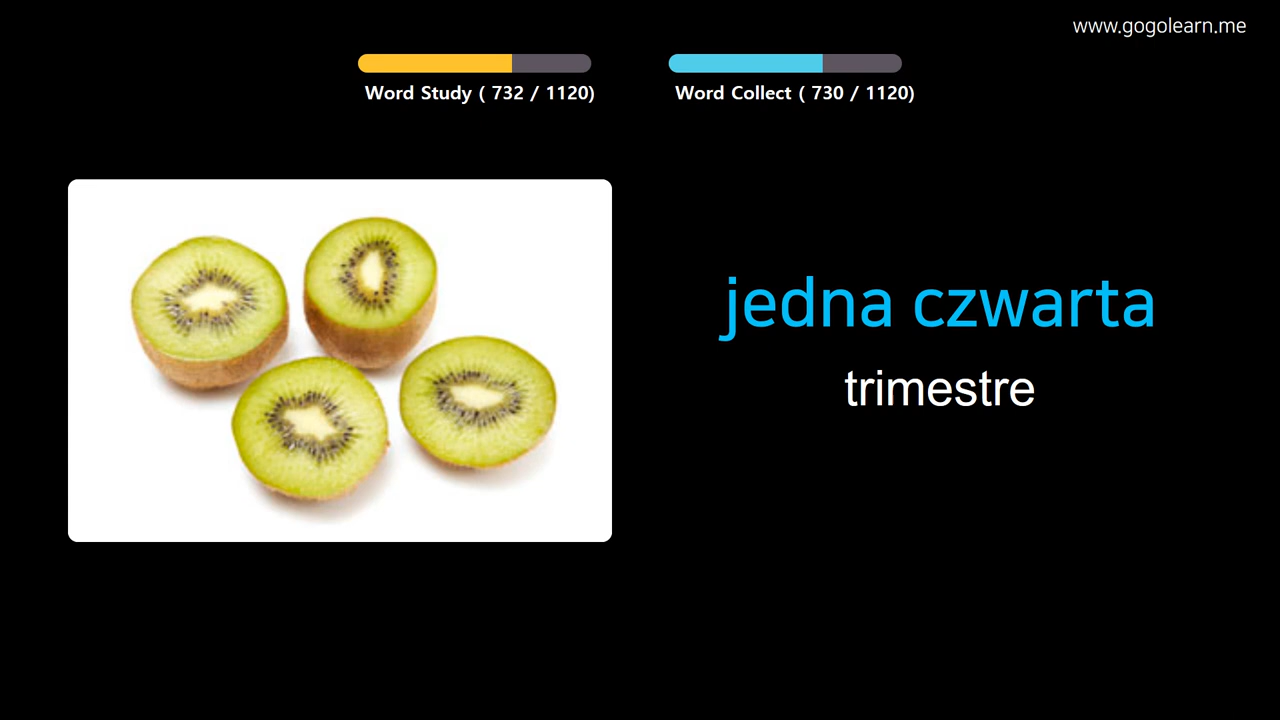 www.gogolearn.me
Word Study ( 732 / 1120)
Word Collect ( 730 / 1120)
jedna czwarta
trimestre